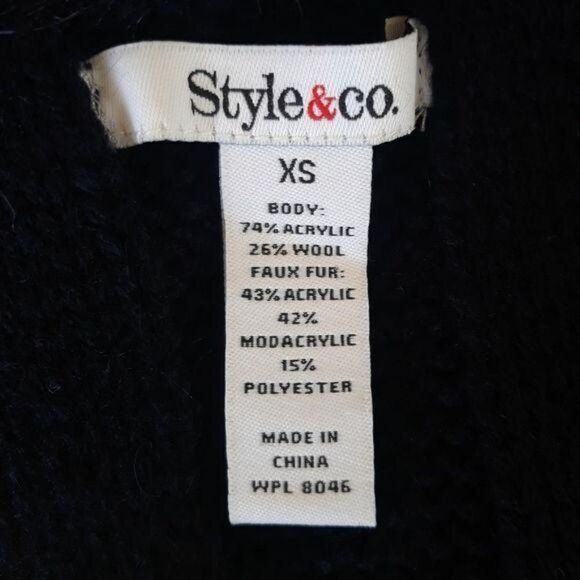 Style&co.
XS
BODY:
74% ACRYLIC
26% WOOL
FAUX FUR:
43% ACRYLIC
42%
MODACRYLIC
15%
POLYESTER
MADE IN
CHINA
WPL 8046